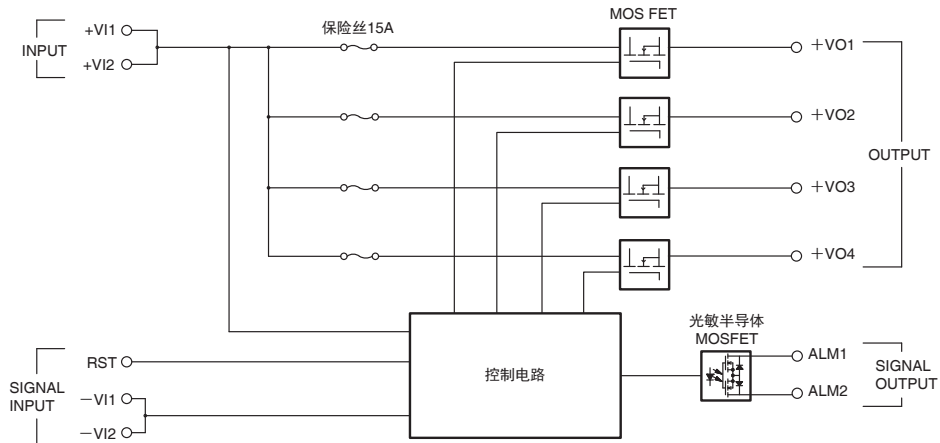 MOS FET
保险丝15A
+VI1
INPUT
+VI2
+VO1
+VO2
OUTPUT
+VO3
+VO4
光敏半导体
MOSFET
RST
控制电路
ALM1
SIGNAL
OUTPUT
ALM2
SIGNAL
INPUT
−VI1
−VI2